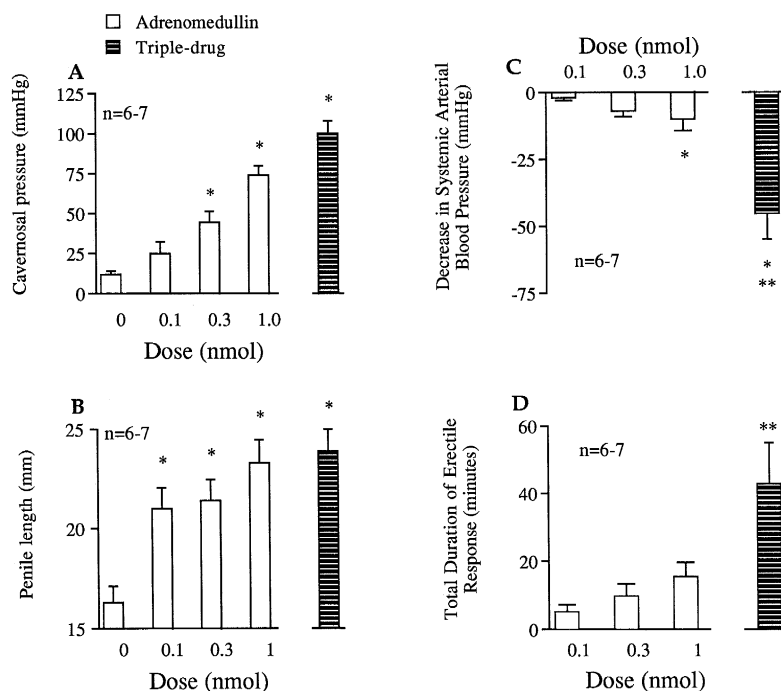 Adrenomedullin
Triple-drug
A
Cavernosal pressure (mmHg)
n=6-7
125
100
75
50
25
0
*
*
*
0 0.1 0.3 1.0
Dose (nmol)
B
Penile length (mm)
n=6-7
25
20
15
*
*
*
*
0 0.1 0.3 1
Dose (nmol)
C
Dose (nmol)
0.1 0.3 1.0
Decrease in Systemic Arterial
Blood Pressure (mmHg)
0
-25
-50
-75
n=6-7
*
*
**
D
Total Duration of Erectile
Response (minutes)
60
40
20
0
n=6-7
**
0.1 0.3 1
Dose (nmol)